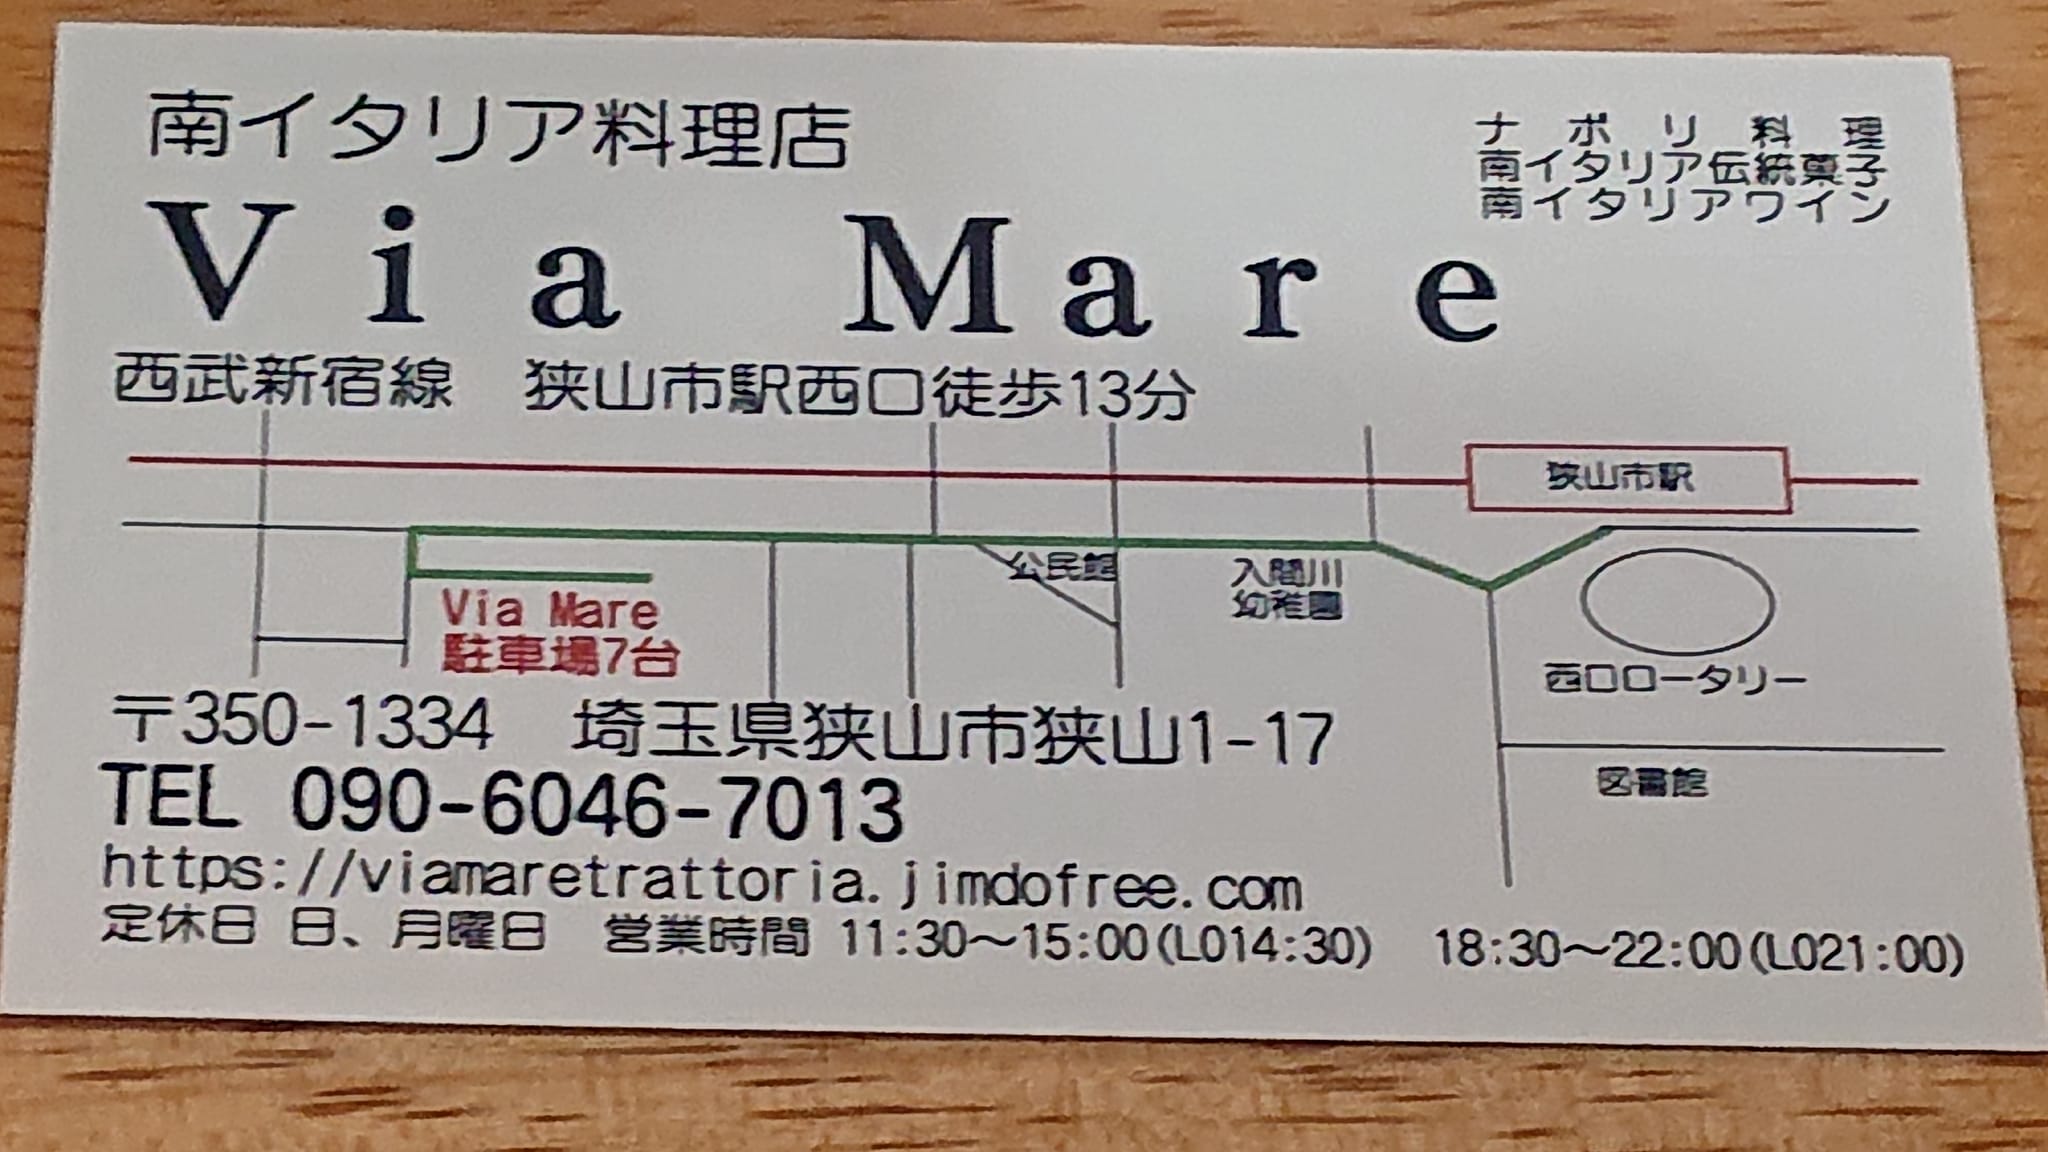 南イタリア料理店
ナポリ料理
南イタリア伝統菓子
南イタリアワイン
Via Mare
西武新宿線 狭山市駅西口徒歩13分
狭山市駅
公民館
入間川
幼稚園
Via Mare
駐車場7台
西口ロータリー
〒350-1334 埼玉県狭山市狭山1-17
図書館
TEL 090-6046-7013
https://viamaretrattoria.jimdofree.com
定休日 日、月曜日 営業時間 11:30～15:00(LO14:30) 18:30～22:00(LO21:00)